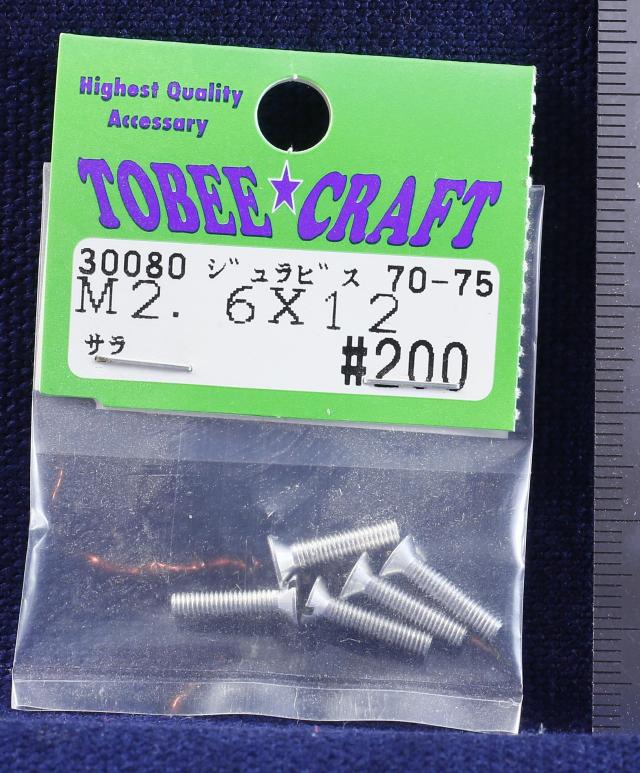 Highest Quality
Accessary
TOBEE★CRAFT
30080 ジュラビス 70-75
M2. 6X12
サラ #200